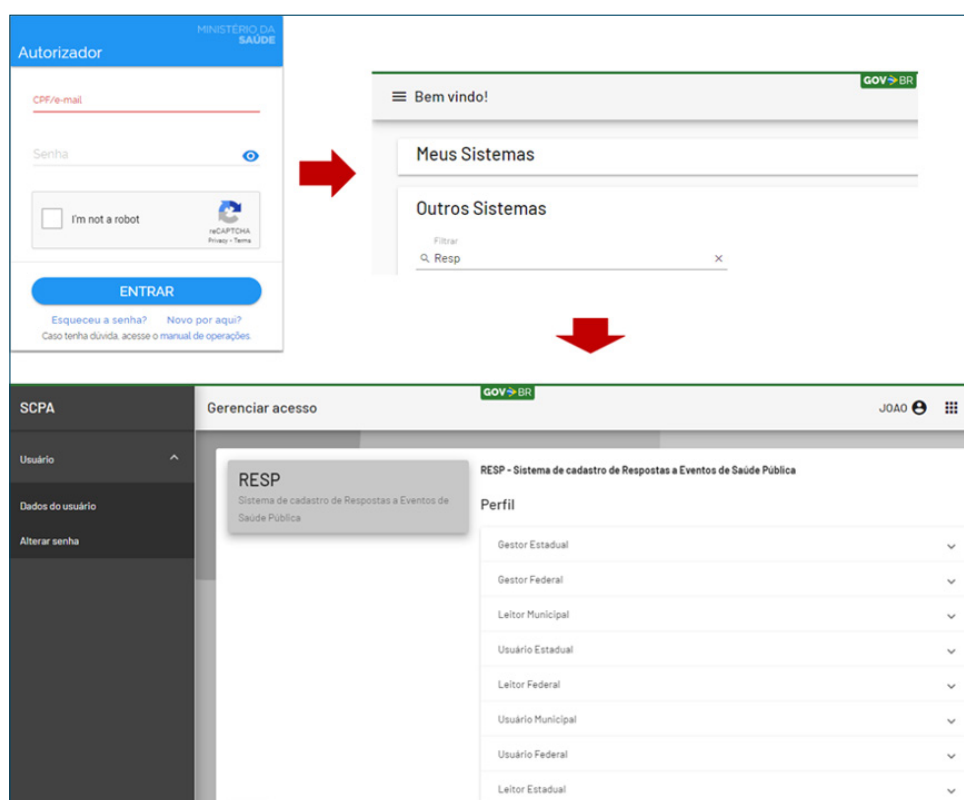 MINISTÉRIO DA
SAÚDE
Autorizador
CPF/e-mail
Senha
I'm not a robot
reCAPTCHA
Privacy - Terms
ENTRAR
Esqueceu a senha? Novo por aqui?
Caso tenha dúvida, acesse o manual de operações.
GOV BR
Bem vindo!
Meus Sistemas
Outros Sistemas
Filtrar
Resp
GOV BR
SCPA
Gerenciar acesso
JOAO
Usuário
Dados do usuário
Alterar senha
RESP
Sistema de cadastro de Respostas a Eventos de
Saúde Pública
RESP - Sistema de cadastro de Respostas a Eventos de Saúde Pública
Perfil
Gestor Estadual
Gestor Federal
Leitor Municipal
Usuário Estadual
Leitor Federal
Usuário Municipal
Usuário Federal
Leitor Estadual